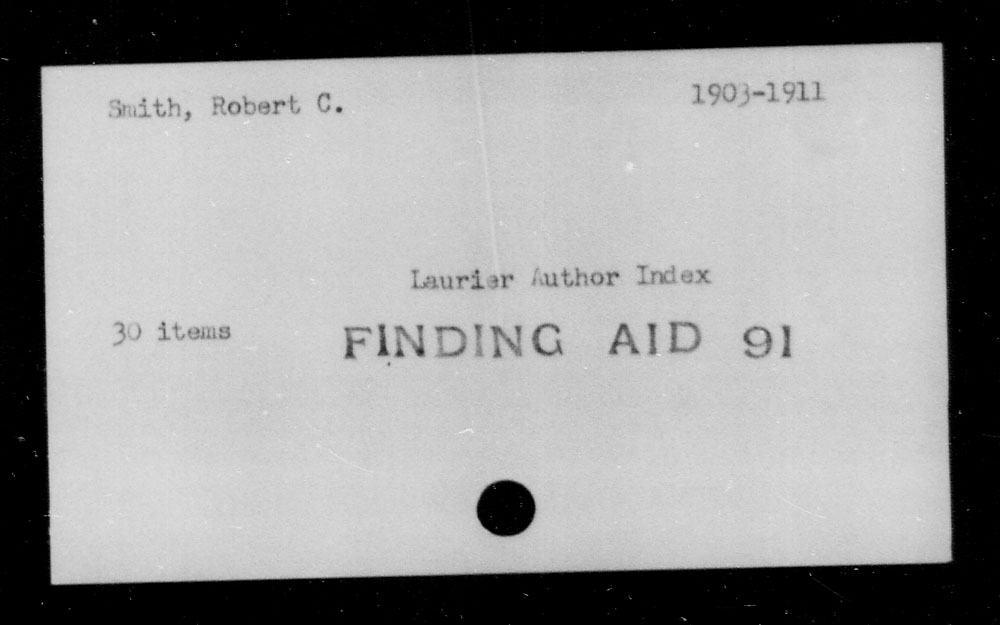 Smith, Robert C.
1903-1911
Laurier Author Index
30 items
FINDING AID 91